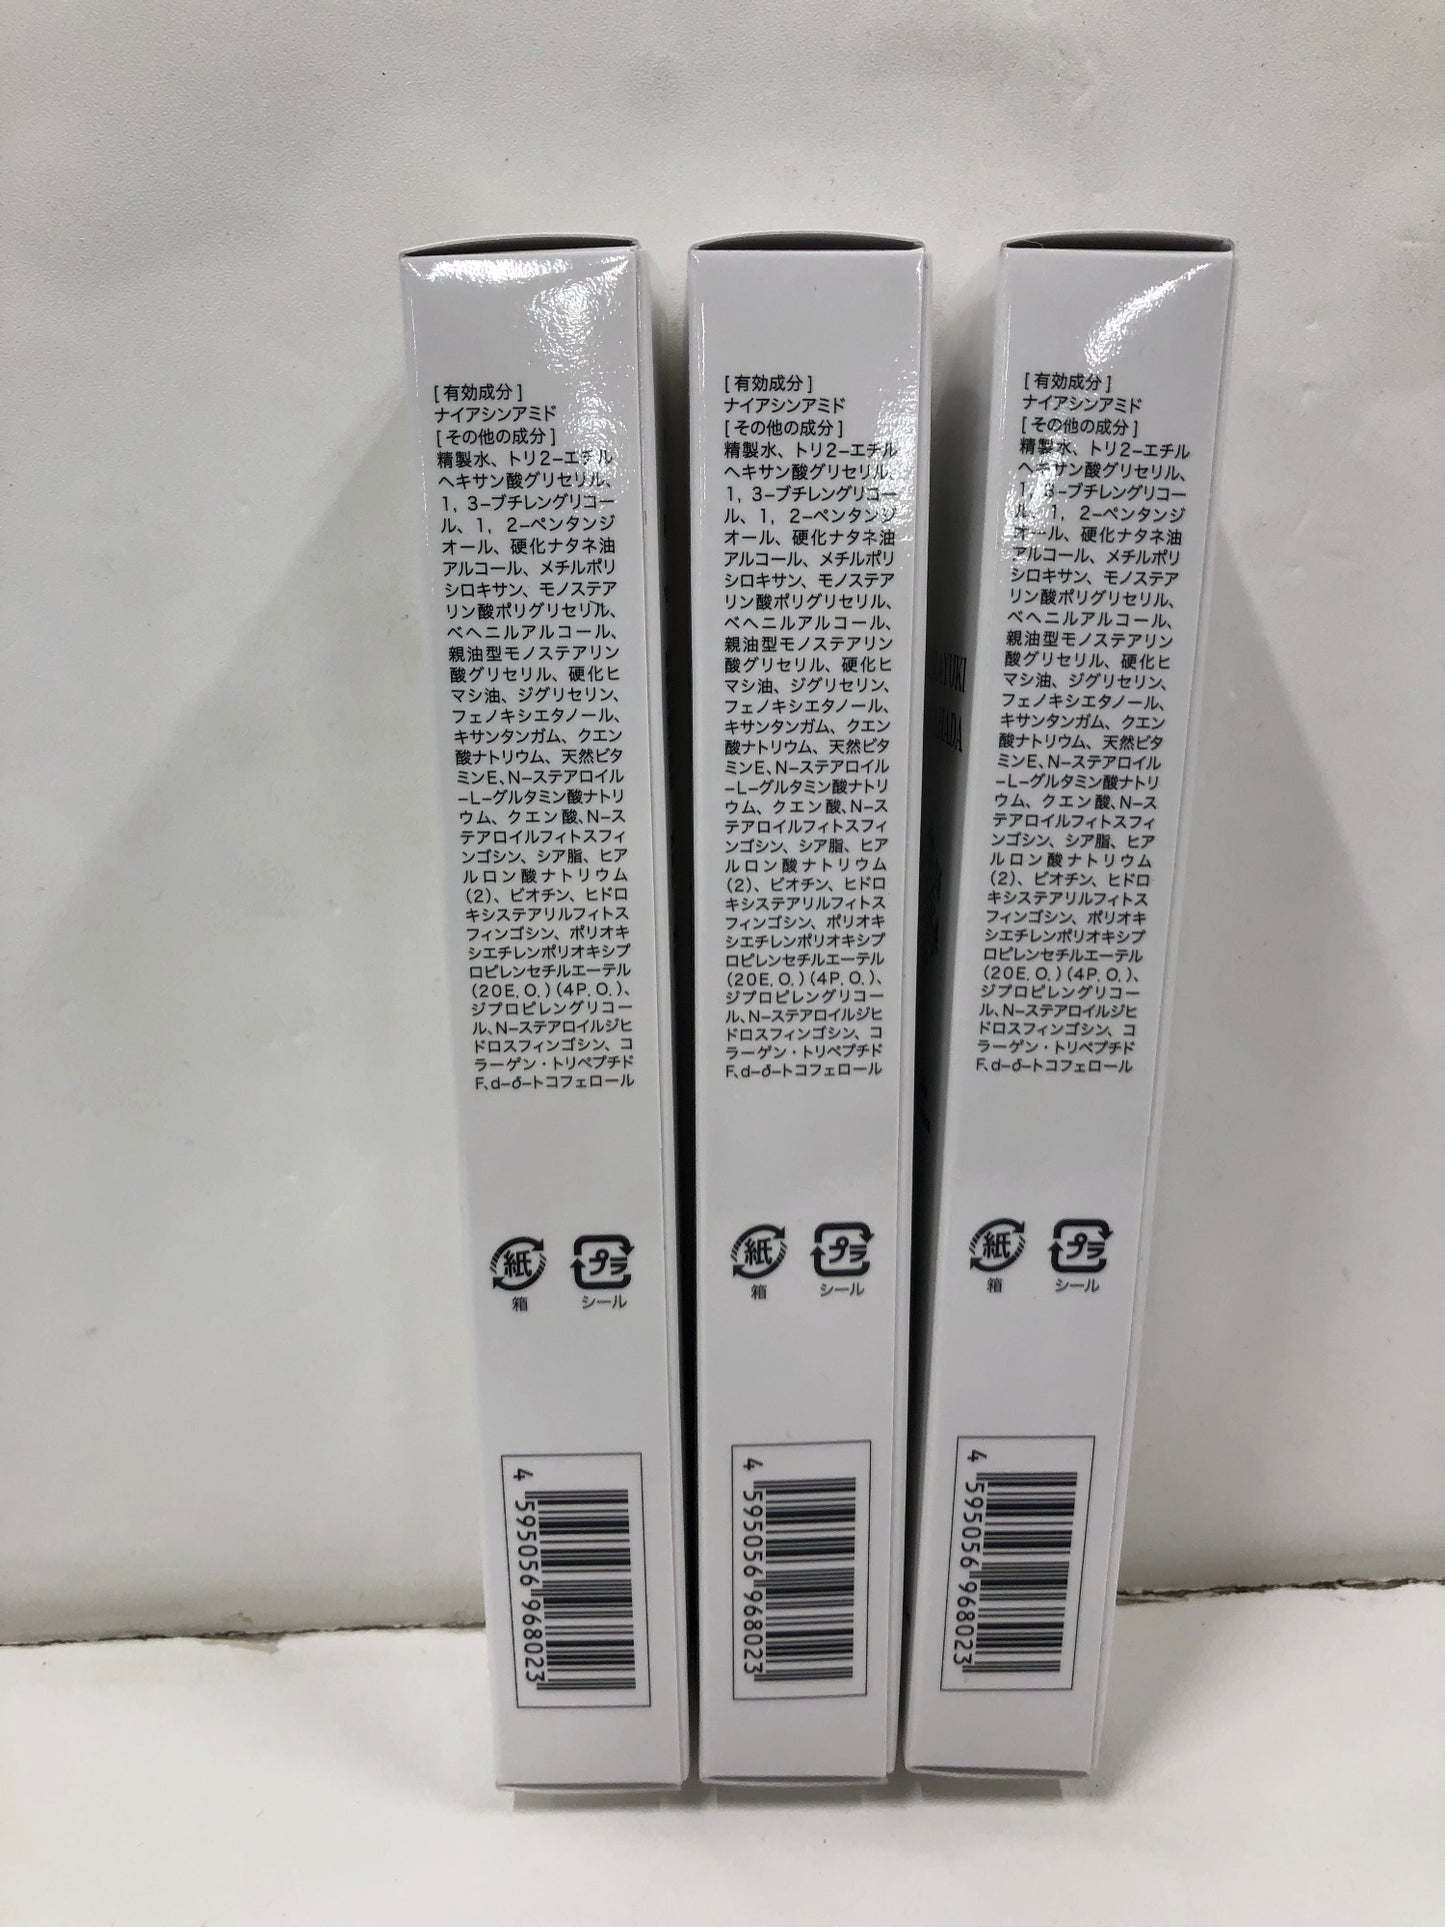 [有効成分]
ナイアシンアミド
[その他の成分]
精製水、トリ2−エチル
ヘキサン酸グリセリル、
1, 3−ブチレングリコー
ル、1, 2−ペンタンジ
オール、硬化ナタネ油
アルコール、メチルポリ
シロキサン、モノステア
リン酸ポリグリセリル、
ベヘニルアルコール、
親油型モノステアリン
酸グリセリル、硬化ヒ
マシ油、ジグリセリン、
フェノキシエタノール、
キサンタンガム、クエン
酸ナトリウム、天然ビタ
ミンE、N−ステアロイル
−L−グルタミン酸ナトリ
ウム、クエン酸、N−ス
テアロイルフィトスフィ
ンゴシン、シア脂、ヒア
ルロン酸ナトリウム
(2)、ビオチン、ヒドロ
キシステアリルフィトス
フィンゴシン、ポリオキ
シエチレンポリオキシプ
ロピレンセチルエーテル
(20E. O.) (4P. O.)、
ジプロピレングリコー
ル、N−ステアロイルジヒ
ドロスフィンゴシン、コ
ラーゲン・トリペプチド
F、d−δ−トコフェロール
紙 プラ
箱 シール
4 595056 968023
[有効成分]
ナイアシンアミド
[その他の成分]
精製水、トリ2−エチル
ヘキサン酸グリセリル、
1, 3−ブチレングリコー
ル、1, 2−ペンタンジ
オール、硬化ナタネ油
アルコール、メチルポリ
シロキサン、モノステア
リン酸ポリグリセリル、
ベヘニルアルコール、
親油型モノステアリン
酸グリセリル、硬化ヒ
マシ油、ジグリセリン、
フェノキシエタノール、
キサンタンガム、クエン
酸ナトリウム、天然ビタ
ミンE、N−ステアロイル
−L−グルタミン酸ナトリ
ウム、クエン酸、N−ス
テアロイルフィトスフィ
ンゴシン、シア脂、ヒア
ルロン酸ナトリウム
(2)、ビオチン、ヒドロ
キシステアリルフィトス
フィンゴシン、ポリオキ
シエチレンポリオキシプ
ロピレンセチルエーテル
(20E. O.) (4P. O.)、
ジプロピレングリコー
ル、N−ステアロイルジヒ
ドロスフィンゴシン、コ
ラーゲン・トリペプチド
F、d−δ−トコフェロール
紙 プラ
箱 シール
4 595056 968023
[有効成分]
ナイアシンアミド
[その他の成分]
精製水、トリ2−エチル
ヘキサン酸グリセリル、
1, 3−ブチレングリコー
ル、1, 2−ペンタンジ
オール、硬化ナタネ油
アルコール、メチルポリ
シロキサン、モノステア
リン酸ポリグリセリル、
ベヘニルアルコール、
親油型モノステアリン
酸グリセリル、硬化ヒ
マシ油、ジグリセリン、
フェノキシエタノール、
キサンタンガム、クエン
酸ナトリウム、天然ビタ
ミンE、N−ステアロイル
−L−グルタミン酸ナトリ
ウム、クエン酸、N−ス
テアロイルフィトスフィ
ンゴシン、シア脂、ヒア
ルロン酸ナトリウム
(2)、ビオチン、ヒドロ
キシステアリルフィトス
フィンゴシン、ポリオキ
シエチレンポリオキシプ
ロピレンセチルエーテル
(20E. O.) (4P. O.)、
ジプロピレングリコー
ル、N−ステアロイルジヒ
ドロスフィンゴシン、コ
ラーゲン・トリペプチド
F、d−δ−トコフェロール
紙 プラ
箱 シール
4 595056 968023